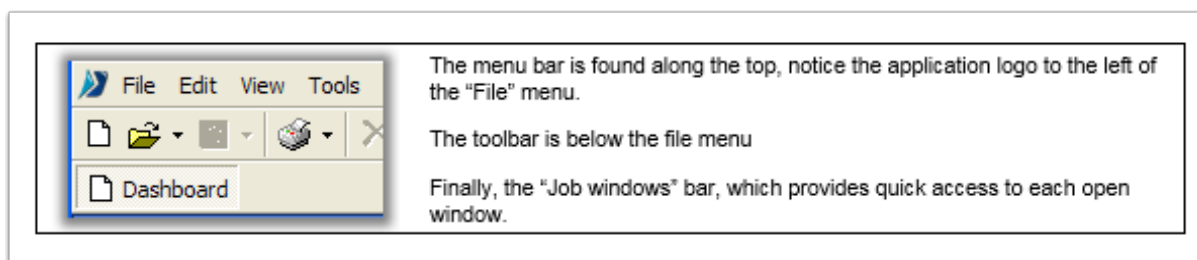 File Edit View Tools
Dashboard
The menu bar is found along the top, notice the application logo to the left of
the “File” menu.
The toolbar is below the file menu
Finally, the “Job windows” bar, which provides quick access to each open
window.